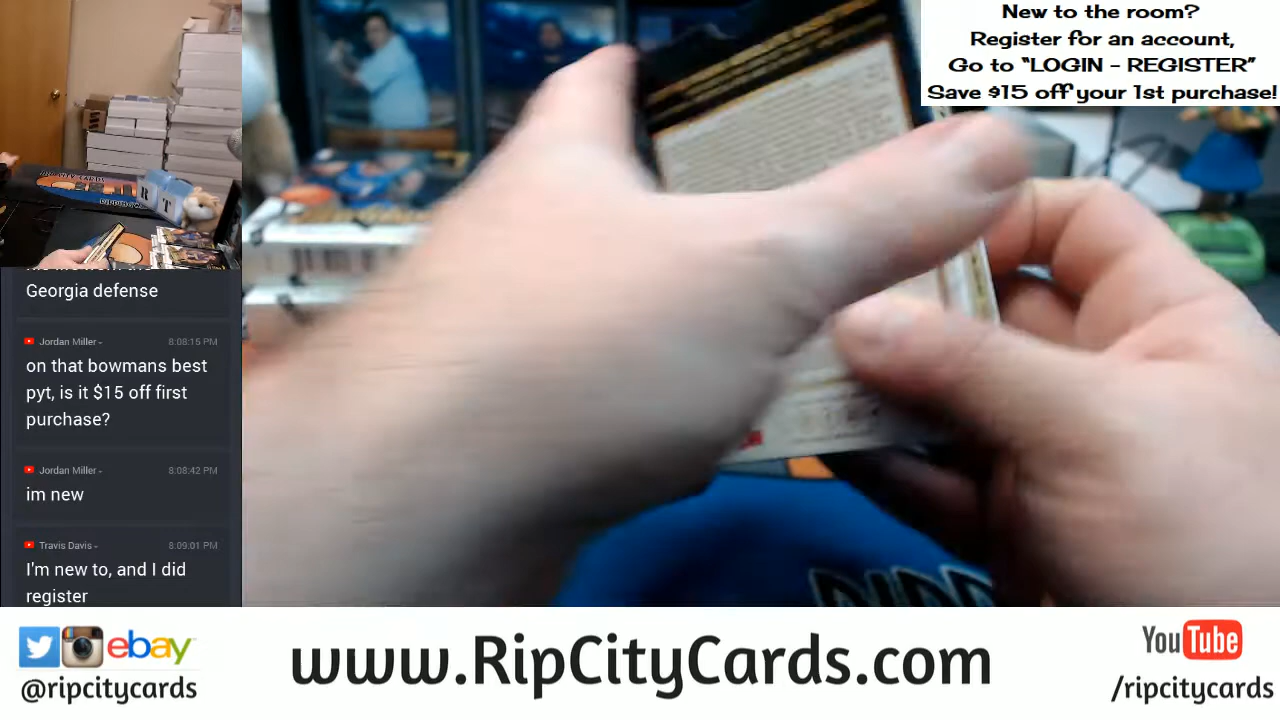 New to the room?
Register for an account,
Go to "LOGIN - REGISTER"
Save $15 off your 1st purchase!
Georgia defense
Jordan Miller - 8:08:15 PM
on that bowmans best
pyt, is it $15 off first
purchase?
Jordan Miller - 8:08:42 PM
im new
Travis Davis - 8:09:01 PM
I'm new to, and I did
register
ebay
@ripcitycards
www.RipCityCards.com
YouTube
/ripcitycards